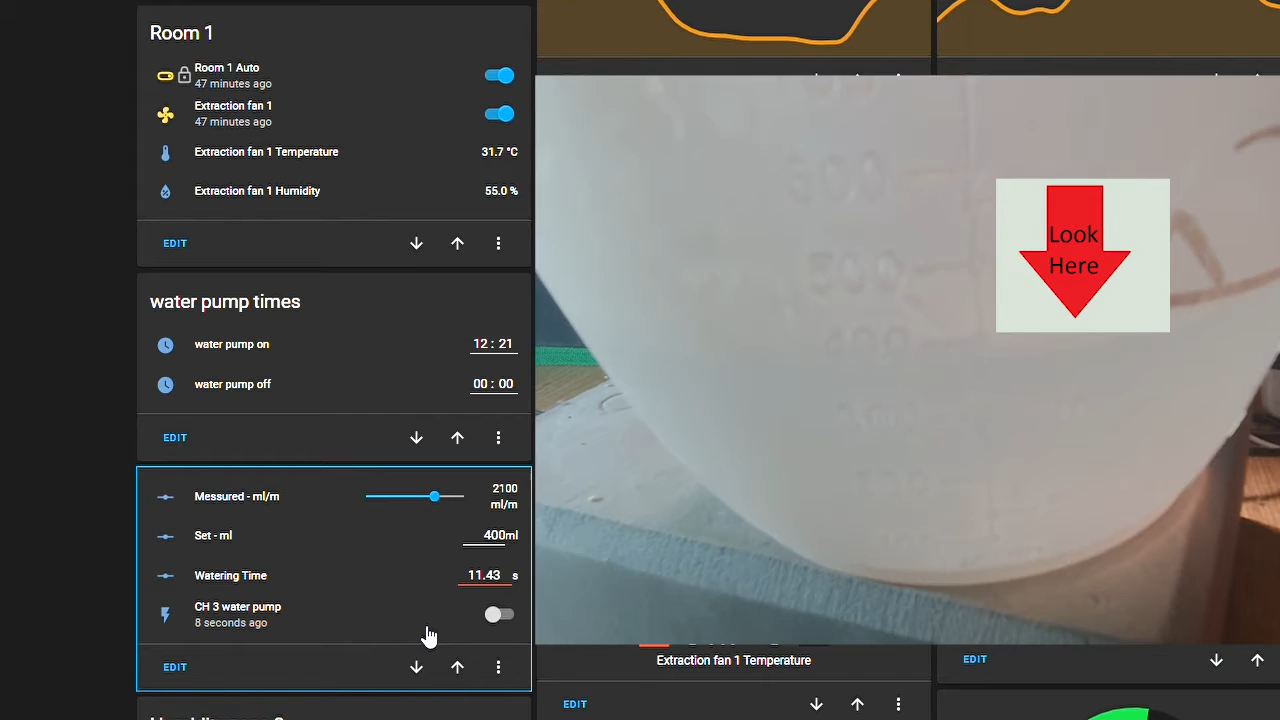 Room 1
Room 1 Auto
47 minutes ago
Extraction fan 1
47 minutes ago
Extraction fan 1 Temperature
31.7 °C
Extraction fan 1 Humidity
55.0 %
EDIT
water pump times
water pump on
12 : 21
water pump off
00 : 00
EDIT
Messured - ml/m
2100
ml/m
Set - ml
400ml
Watering Time
11.43 s
CH 3 water pump
8 seconds ago
EDIT
600
500
400
Look
Here
Extraction fan 1 Temperature
EDIT
EDIT